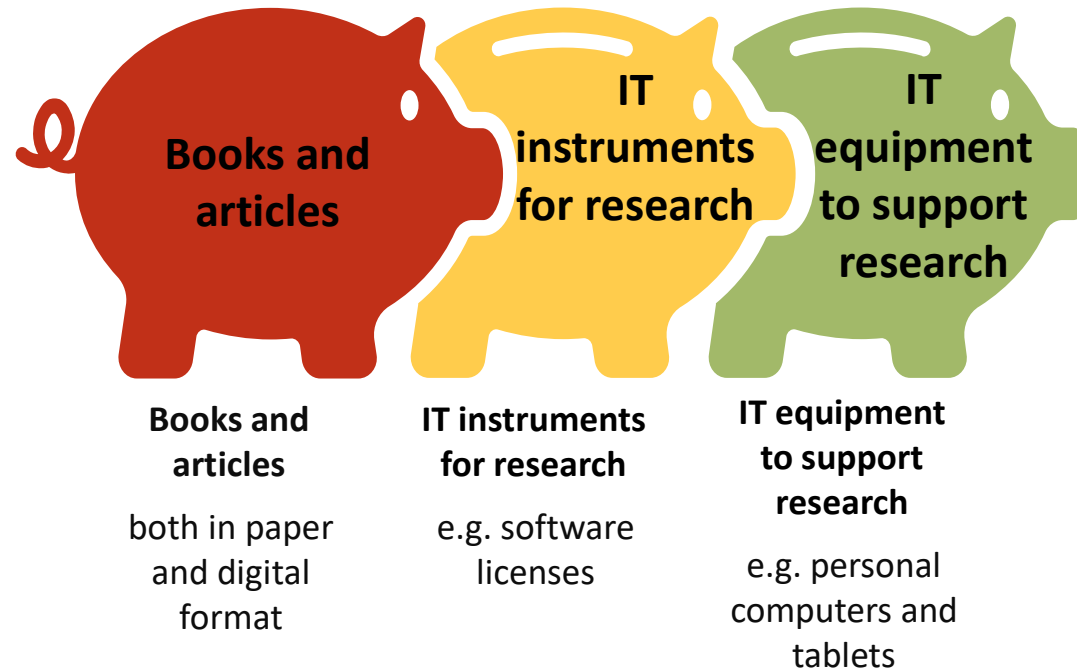 Books and
articles
IT
instruments
for research
IT
equipment
to support
research
Books and
articles
both in paper
and digital
format
IT instruments
for research
e.g. software
licenses
IT equipment
to support
research
e.g. personal
computers and
tablets